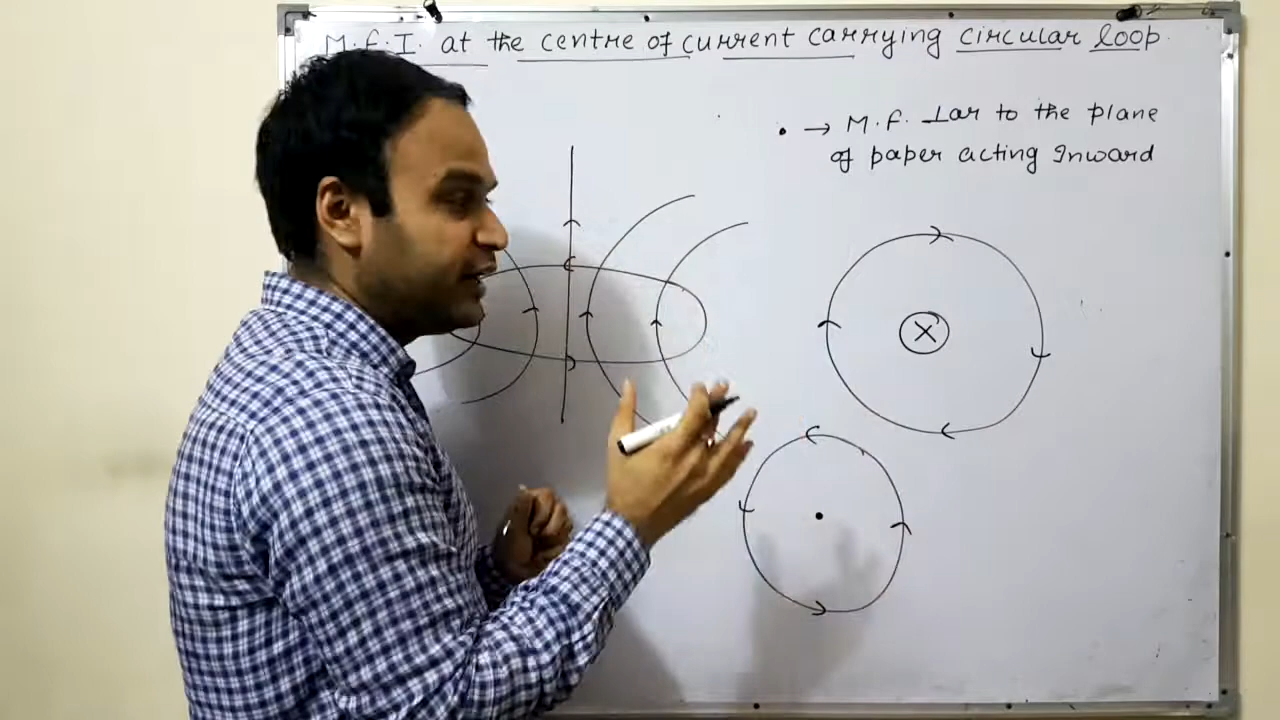 M.F.I. at the centre of current carrying circular loop
• → M.F. ⊥ar to the plane
of paper acting Inward
X